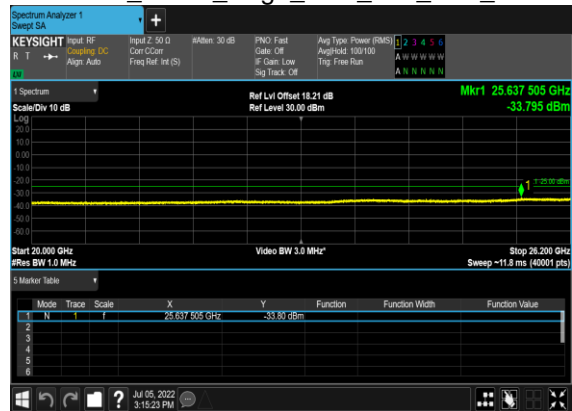 Spectrum Analyzer 1
Swept SA
+
KEYSIGHT Input: RF Input Z: 50 Ω #Atten: 30 dB PNO: Fast Avg Type: Power (RMS) 1 2 3 4 5 6
R T Coupling: DC Corr CCorr Gate: Off Avg|Hold: 100/100 A W W W W W
Align: Auto Freq Ref: Int (S) IF Gain: Low Trig: Free Run
LW Sig Track: Off A N N N N N
1 Spectrum Ref Lvl Offset 18.21 dB Mkr1 25.637 505 GHz
Scale/Div 10 dB Ref Level 30.00 dBm -33.795 dBm
Log
20.0
10.0
0.00
-10.0
-20.0
1 -25.00 dBm
-30.0
-40.0
-50.0
-60.0
Start 20.000 GHz Video BW 3.0 MHz* Stop 26.200 GHz
#Res BW 1.0 MHz Sweep ~11.8 ms (40001 pts)
5 Marker Table
Mode Trace Scale X Y Function Function Width Function Value
1 N 1 f 25.637 505 GHz -33.80 dBm
2
3
4
5
6
? Jul 05, 2022
3:15:23 PM